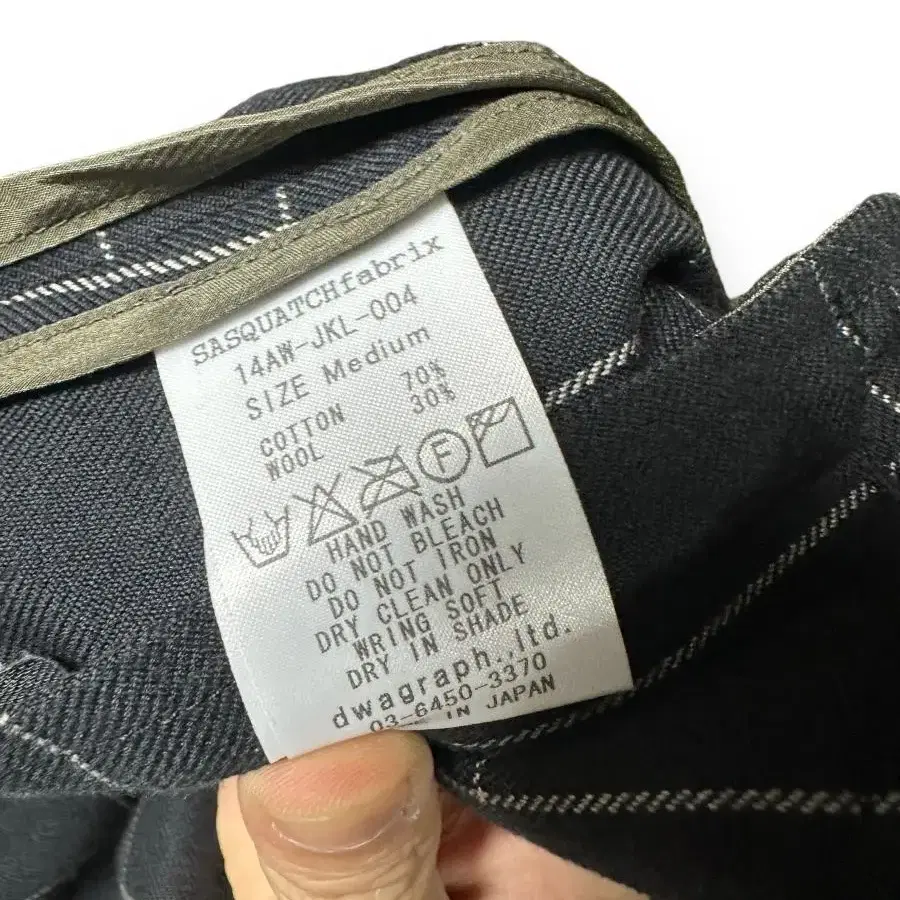 SASQUATCHfabrix
14AW-JKL-004
SIZE Medium
COTTON 70%
WOOL 30%
F
HAND WASH
DO NOT BLEACH
DO NOT IRON
DRY CLEAN ONLY
WRING SOFT
DRY IN SHADE
dwagraph.,ltd.
03-6450-3370
IN JAPAN